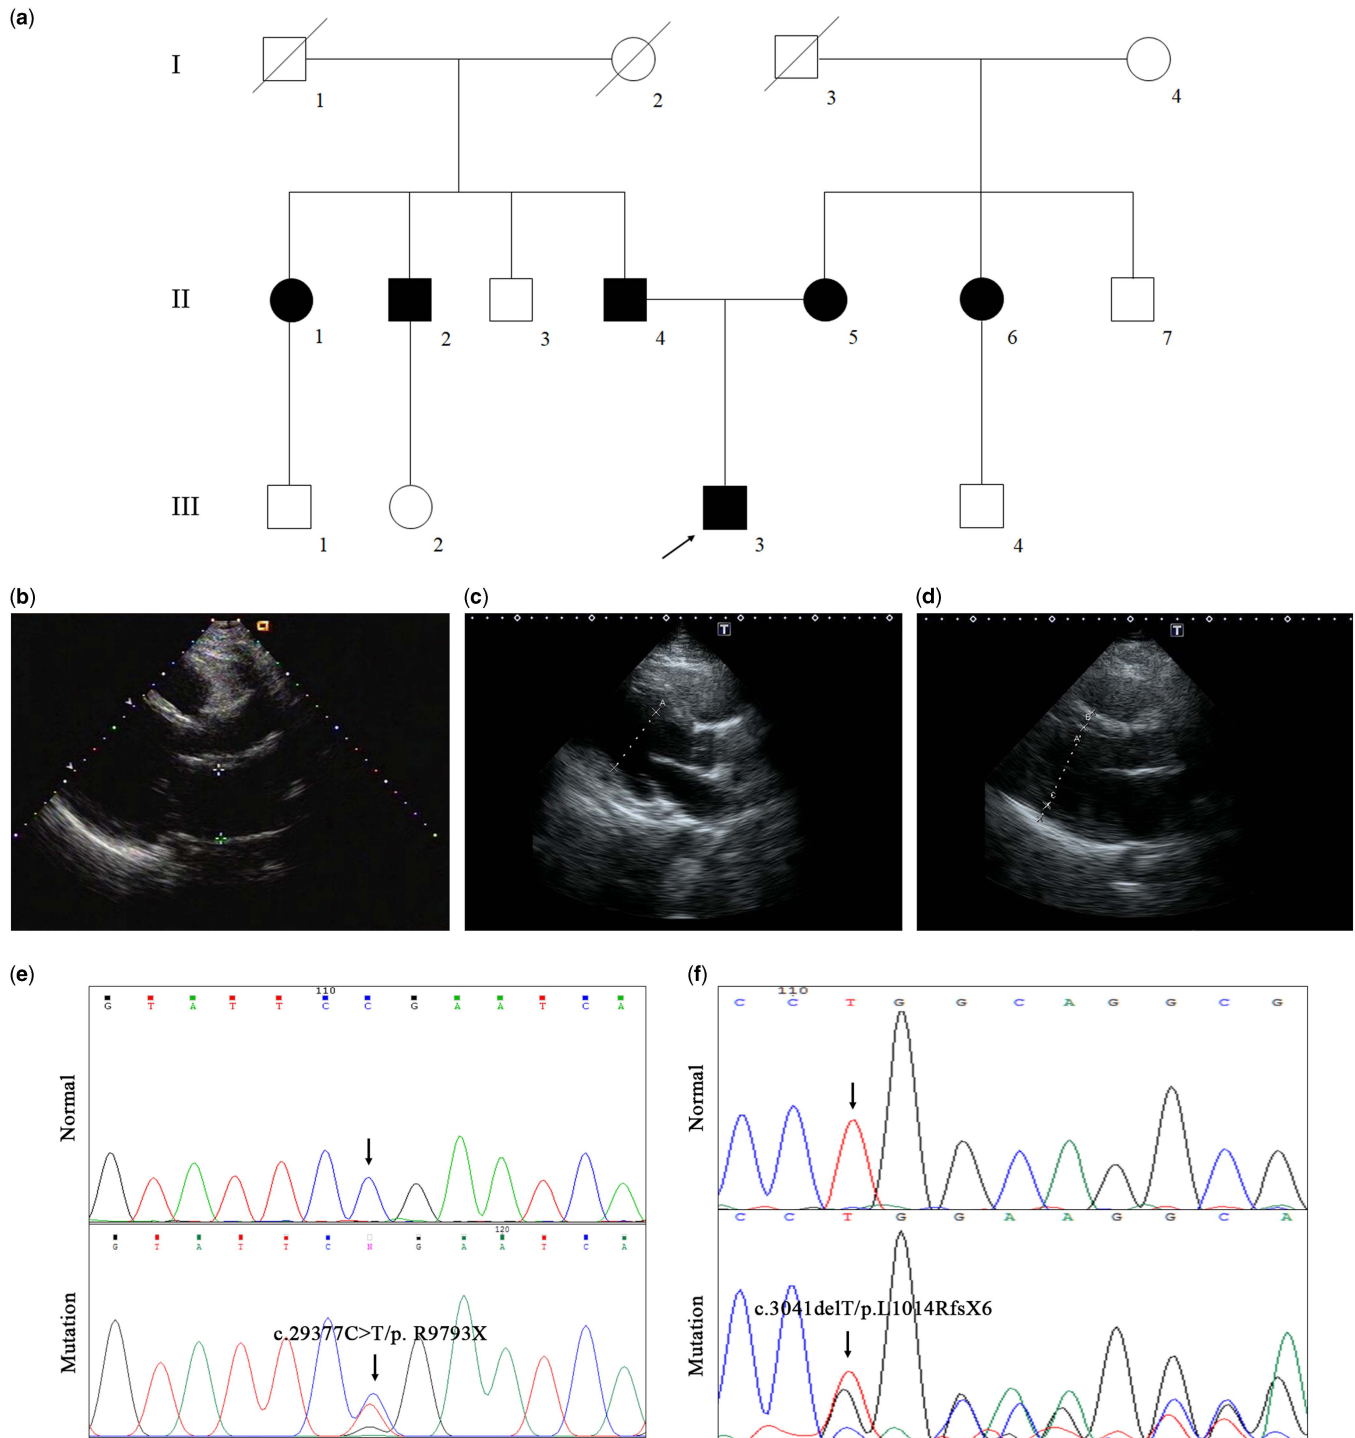 (a)
I
1
2
3
4
II
1
2
3
4
5
6
7
III
1
2
3
4
(b)
(c)
(d)
T
A
T
B
A
C
(e)
(f)
Normal
110
G T A T T C C G A A T C A
120
G T A T T C N G A A T C A
Mutation
c.29377C>T/p. R9793X
Normal
110
C C T G G C A G G C G
C C T G G A A G G C A
Mutation
c.3041delT/p.L1014RfsX6